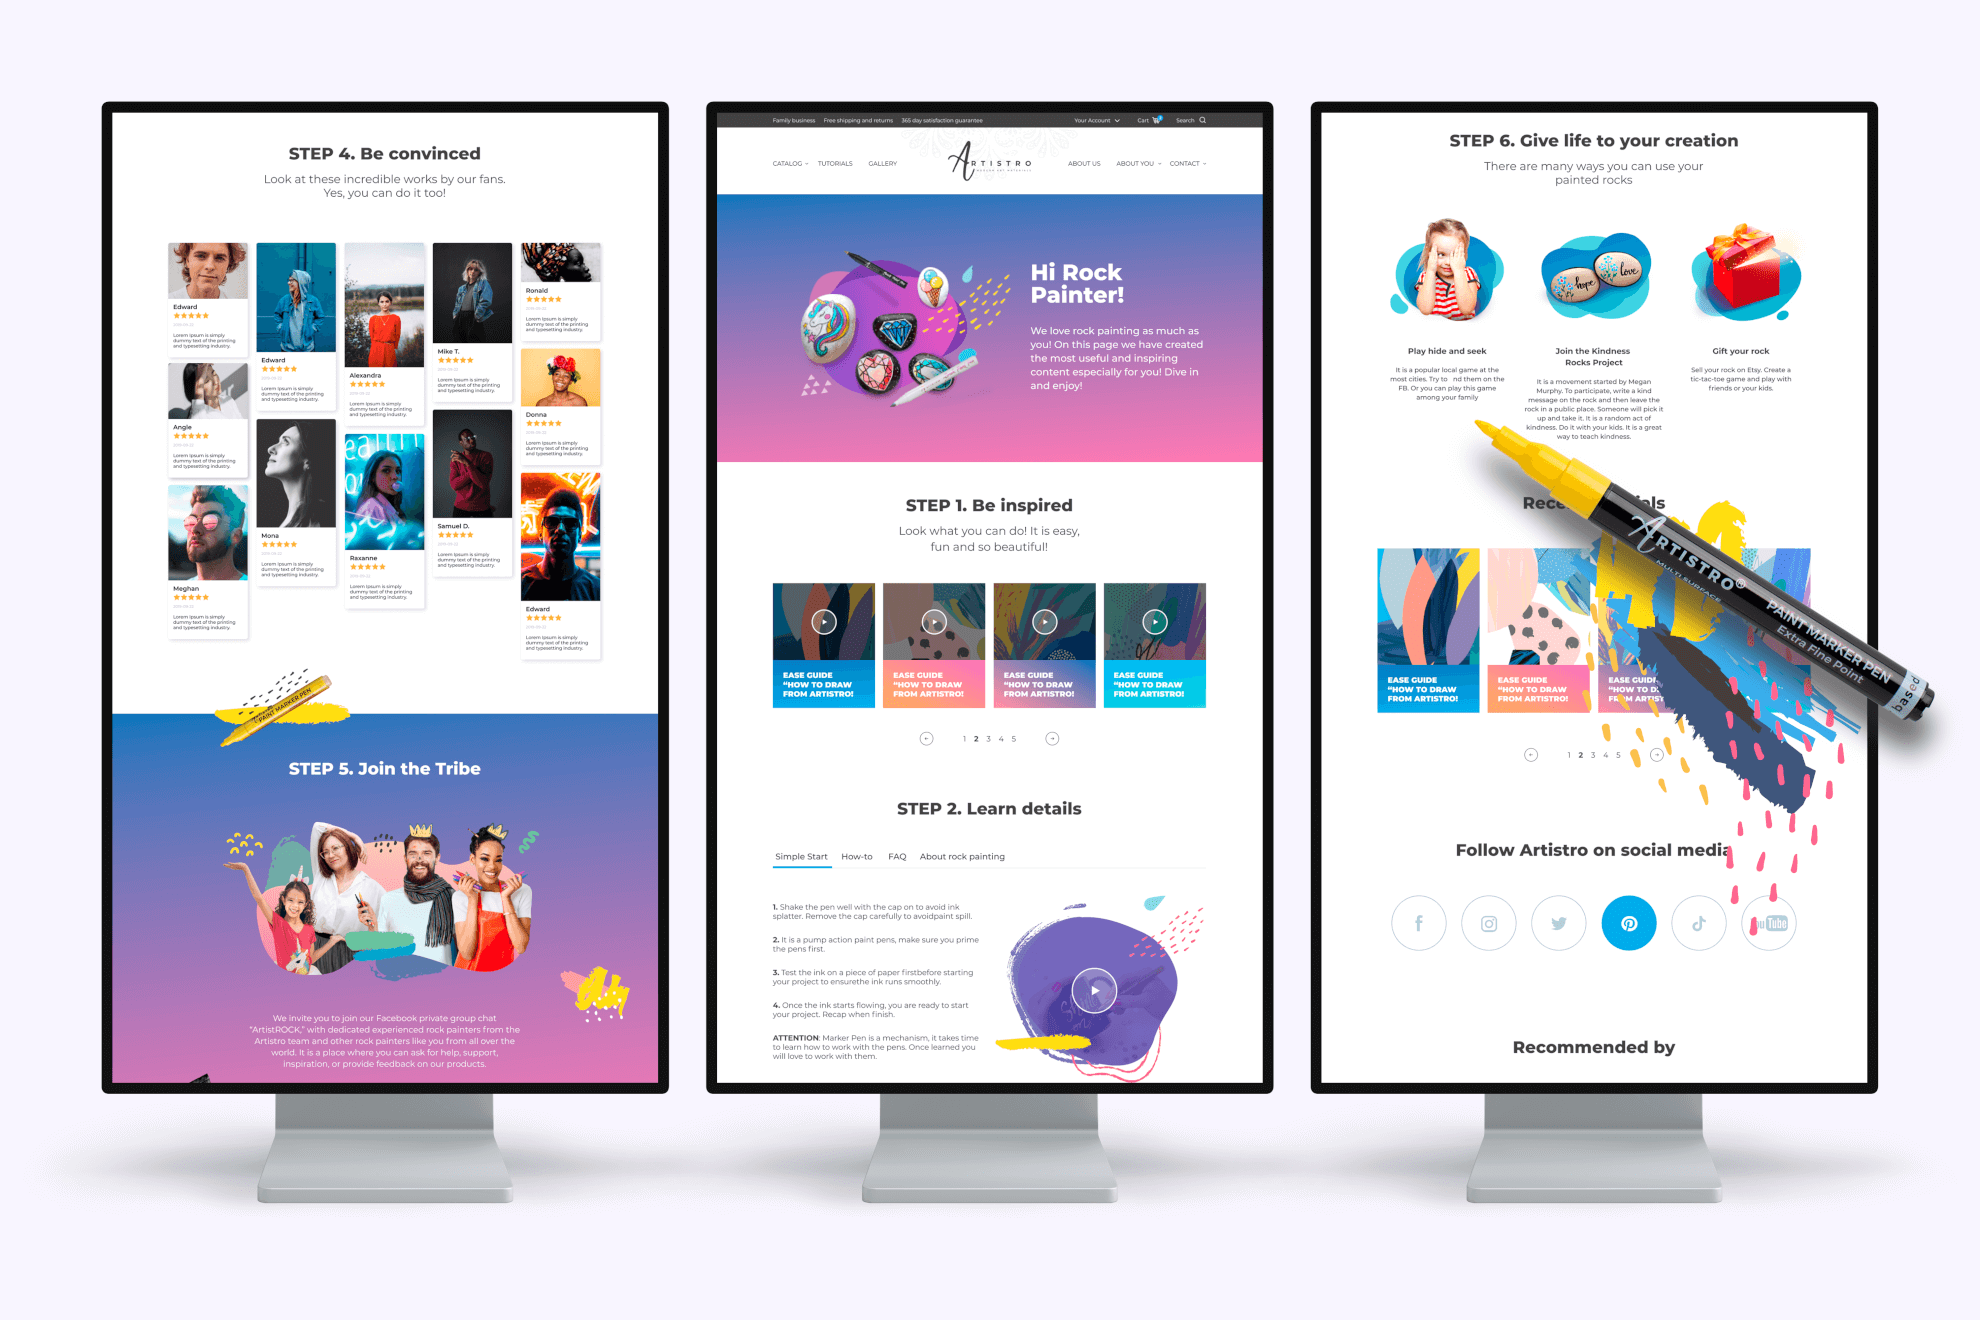 STEP 4. Be convinced
Look at these incredible works by our fans.
Yes, you can do it too!
Edward
Lorem Ipsum is simply
dummy text of the printing
and typesetting industry.
Angle
Lorem Ipsum is simply
dummy text of the printing
and typesetting industry.
Meghan
Lorem Ipsum is simply
dummy text of the printing
and typesetting industry.
Edward
Lorem Ipsum is simply
dummy text of the printing
and typesetting industry.
Mona
Lorem Ipsum is simply
dummy text of the printing
and typesetting industry.
Alexandra
Lorem Ipsum is simply
dummy text of the printing
and typesetting industry.
Roxanne
Lorem Ipsum is simply
dummy text of the printing
and typesetting industry.
Mike T.
Lorem Ipsum is simply
dummy text of the printing
and typesetting industry.
Samuel D.
Lorem Ipsum is simply
dummy text of the printing
and typesetting industry.
Ronald
Lorem Ipsum is simply
dummy text of the printing
and typesetting industry.
Donna
Lorem Ipsum is simply
dummy text of the printing
and typesetting industry.
Edward
Lorem Ipsum is simply
dummy text of the printing
and typesetting industry.
PAINT MARKER PEN
STEP 5. Join the Tribe
We invite you to join our Facebook private group chat
"ArtistROCK," with dedicated experienced rock painters from the
Artistro team and other rock painters like you from all over the
world. It is a place where you can ask for help, support,
inspiration, or provide feedback on our products.
Family business Free shipping and returns 365 day satisfaction guarantee Your Account Cart Search
CATALOG TUTORIALS GALLERY ARTISTRO ABOUT US ABOUT YOU CONTACT
MODERN ART MATERIALS
Hi Rock
Painter!
We love rock painting as much as
you! On this page we have created
the most useful and inspiring
content especially for you! Dive in
and enjoy!
STEP 1. Be inspired
Look what you can do! It is easy,
fun and so beautiful!
EASE GUIDE
"HOW TO DRAW
FROM ARTISTRO!
EASE GUIDE
"HOW TO DRAW
FROM ARTISTRO!
EASE GUIDE
"HOW TO DRAW
FROM ARTISTRO!
EASE GUIDE
"HOW TO DRAW
FROM ARTISTRO!
1 2 3 4 5
STEP 2. Learn details
Simple Start How-to FAQ About rock painting
1. Shake the pen well with the cap on to avoid ink
splatter. Remove the cap carefully to avoidpaint spill.
2. It is a pump action paint pens, make sure you prime
the pens first.
3. Test the ink on a piece of paper firstbefore starting
your project to ensurethe ink runs smoothly.
4. Once the ink starts flowing, you are ready to start
your project. Recap when finish.
ATTENTION: Marker Pen is a mechanism, it takes time
to learn how to work with the pens. Once learned you
will love to work with them.
STEP 6. Give life to your creation
There are many ways you can use your
painted rocks
hope
love
Play hide and seek
It is a popular local game at the
most cities. Try to nd them on the
FB. Or you can play this game
among your family
Join the Kindness
Rocks Project
It is a movement started by Megan
Murphy. To participate, write a kind
message on the rock and then leave the
rock in a public place. Someone will pick it
up and take it. It is a random act of
kindness. Do it with your kids. It is a great
way to teach kindness.
Gift your rock
Sell your rock on Etsy. Create a
tic-tac-toe game and play with
friends or your kids.
ARTISTRO®
MULTI SURFACE
PAINT MARKER PEN
Extra Fine Point
based
EASE GUIDE
"HOW TO DRAW
FROM ARTISTRO!
EASE GUIDE
"HOW TO DRAW
FROM ARTISTRO!
EASE GUID
"HOW TO D
FROM ARTIS
1 2 3 4 5
Follow Artistro on social media
Tube
Recommended by